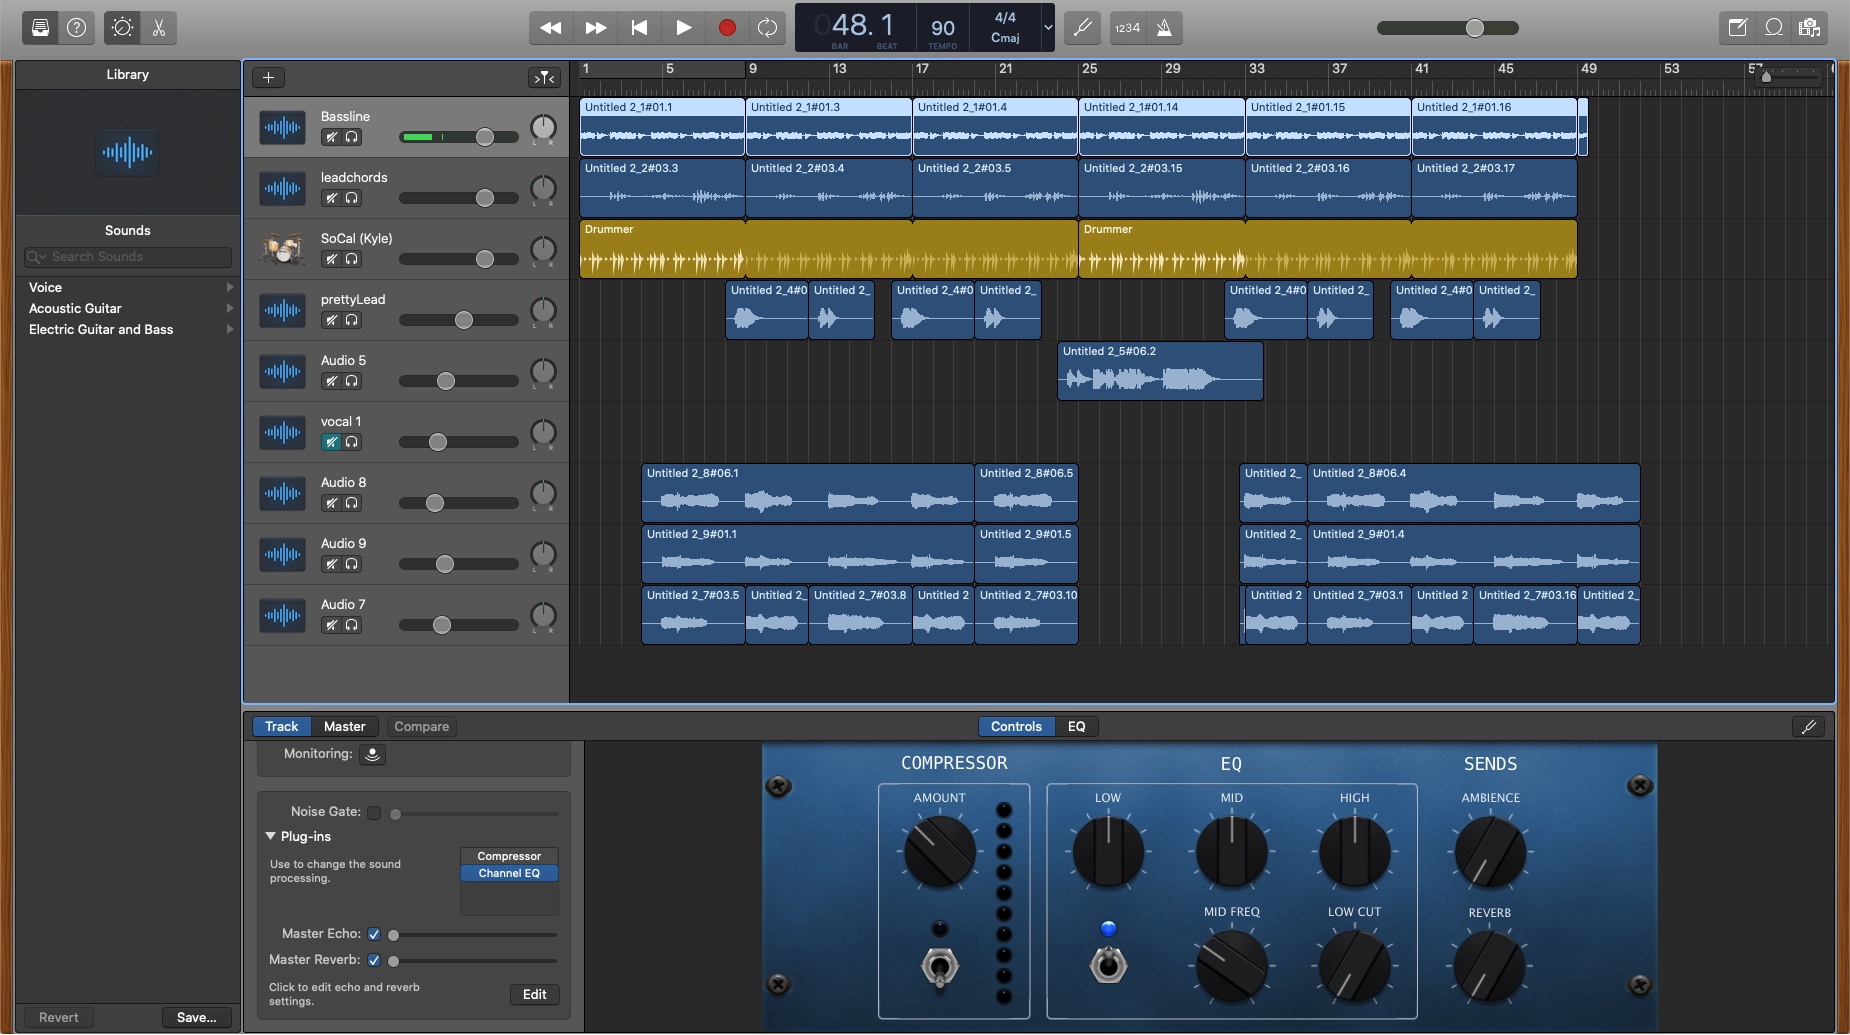 1234
048. 1
BAR BEAT
90
TEMPO
4/4
Cmaj
Library
Sounds
Search Sounds
Voice
Acoustic Guitar
Electric Guitar and Bass
Revert
Save...
1 5 9 13 17 21 25 29 33 37 41 45 49 53 57
Bassline
L R
Untitled 2_1#01.1 Untitled 2_1#01.3 Untitled 2_1#01.4 Untitled 2_1#01.14 Untitled 2_1#01.15 Untitled 2_1#01.16
leadchords
L R
Untitled 2_2#03.3 Untitled 2_2#03.4 Untitled 2_2#03.5 Untitled 2_2#03.15 Untitled 2_2#03.16 Untitled 2_2#03.17
SoCal (Kyle)
L R
Drummer Drummer
prettyLead
L R
Untitled 2_4#0 Untitled 2_ Untitled 2_4#0 Untitled 2_ Untitled 2_4#0 Untitled 2_ Untitled 2_4#0 Untitled 2_
Audio 5
L R
Untitled 2_5#06.2
vocal 1
L R
Audio 8
L R
Untitled 2_8#06.1 Untitled 2_8#06.5 Untitled 2_ Untitled 2_8#06.4
Audio 9
L R
Untitled 2_9#01.1 Untitled 2_9#01.5 Untitled 2_ Untitled 2_9#01.4
Audio 7
L R
Untitled 2_7#03.5 Untitled 2_ Untitled 2_7#03.8 Untitled 2 Untitled 2_7#03.10 Untitled 2 Untitled 2_7#03.1 Untitled 2 Untitled 2_7#03.16 Untitled 2_
Track Master Compare
Controls EQ
Monitoring:
Noise Gate:
Plug-ins
Use to change the sound
processing.
Compressor
Channel EQ
Master Echo:
Master Reverb:
Click to edit echo and reverb
settings.
Edit
COMPRESSOR EQ SENDS
AMOUNT LOW MID HIGH AMBIENCE
MID FREQ LOW CUT REVERB